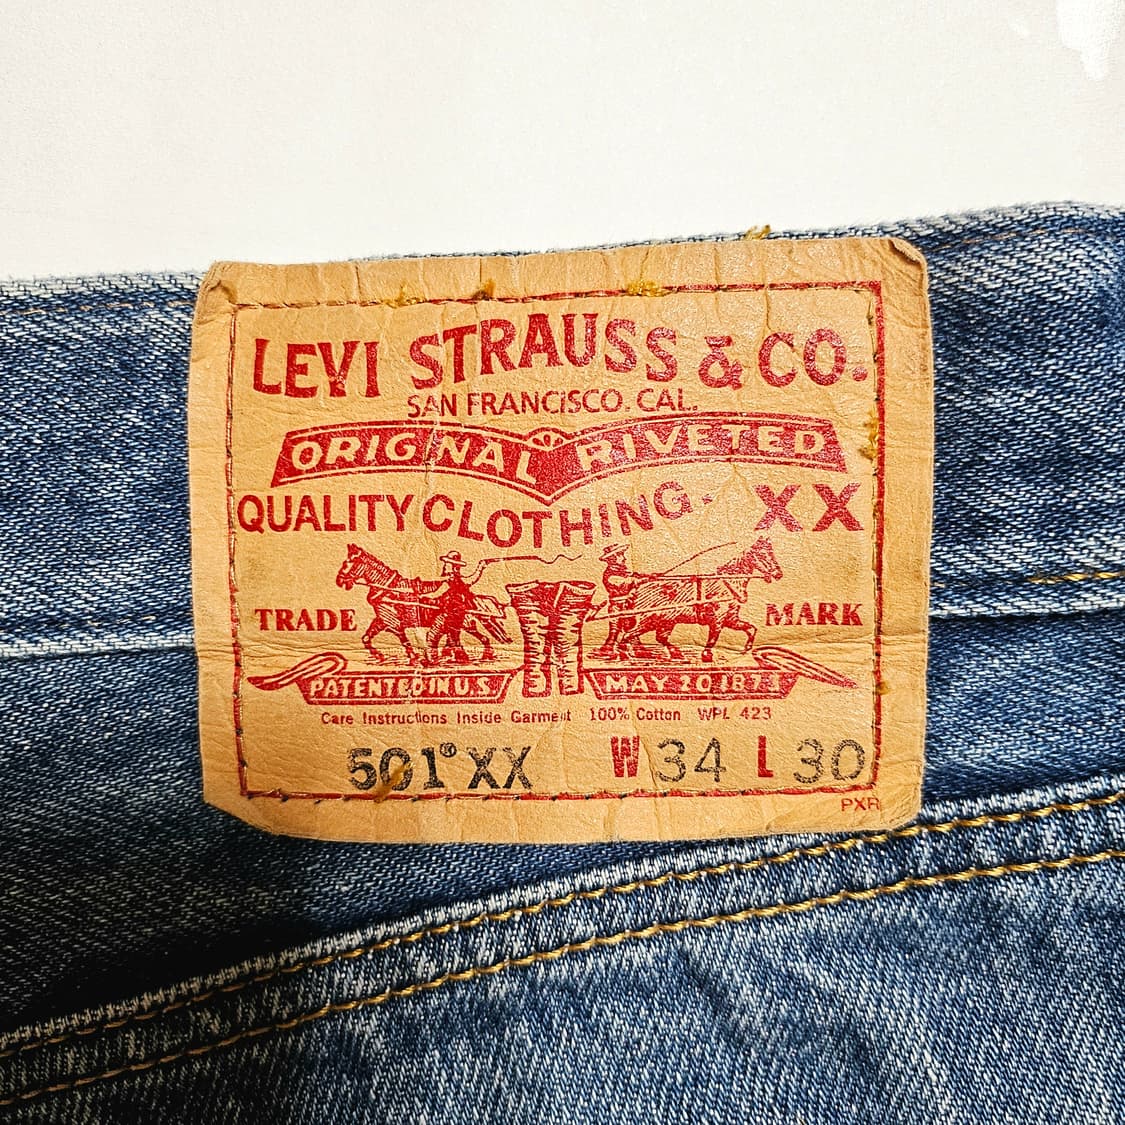 LEVI STRAUSS & CO.
SAN FRANCISCO. CAL.
ORIGINAL RIVETED
QUALITY CLOTHING. XX
TRADE MARK
PATENTED IN U.S. MAY 20 1873
Care Instructions Inside Garment 100% Cotton WPL 423
501® XX W 34 L 30
PXR